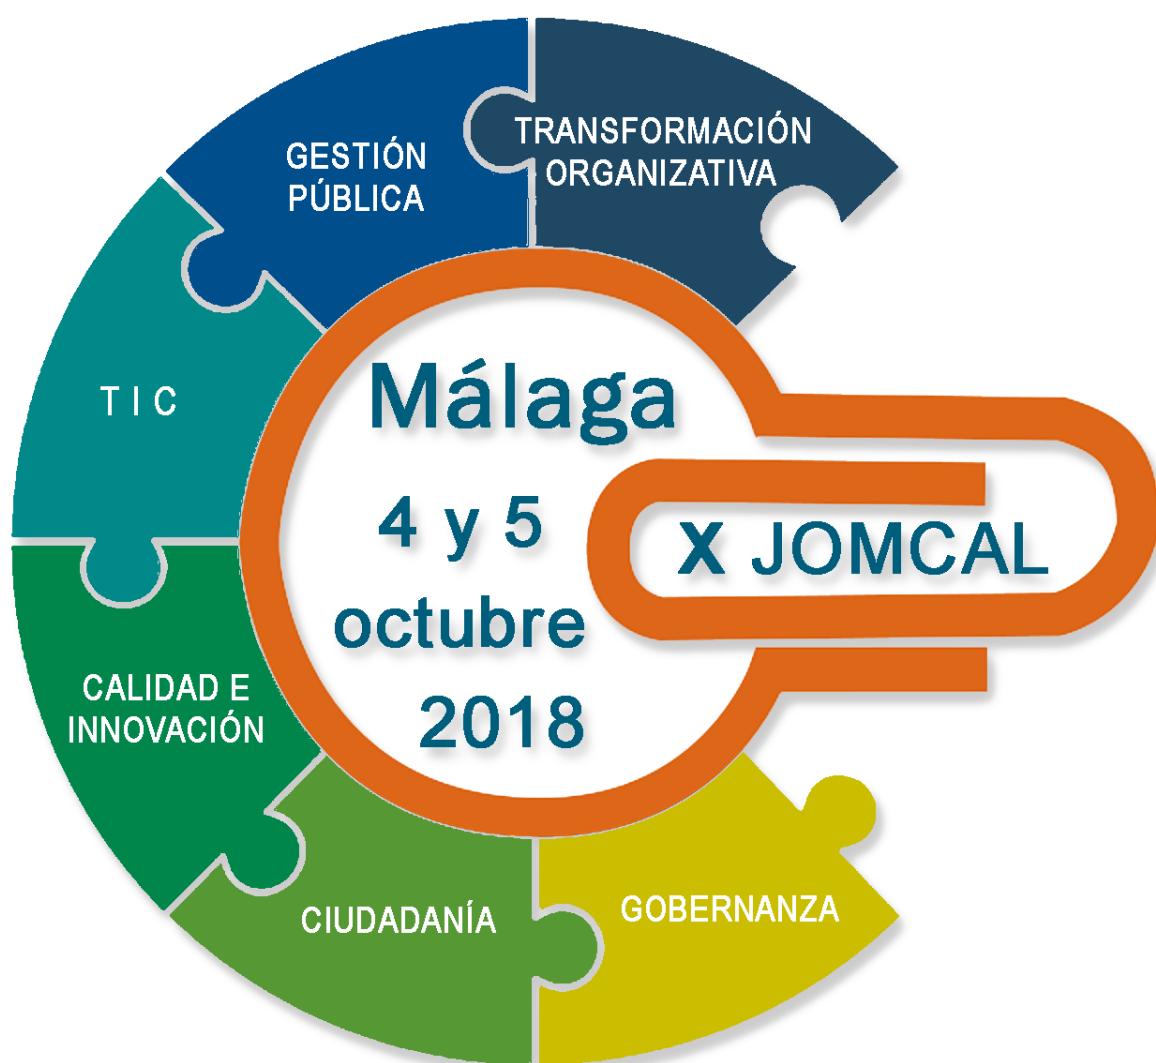 TRANSFORMACIÓN
ORGANIZATIVA
GESTIÓN
PÚBLICA
T I C
CALIDAD E
INNOVACIÓN
CIUDADANÍA
GOBERNANZA
Málaga
4 y 5
octubre
2018
X JOMCAL